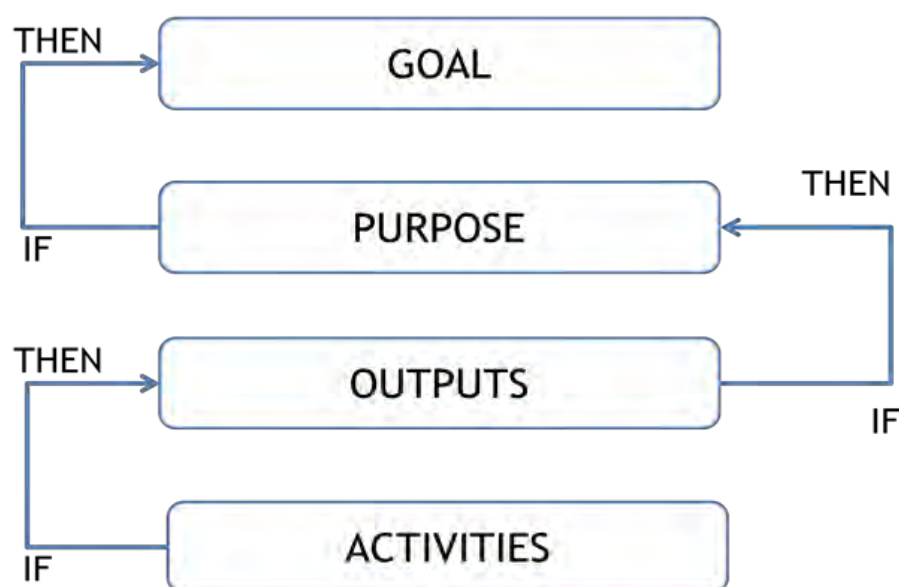 THEN
GOAL
THEN
PURPOSE
IF
THEN
OUTPUTS
IF
ACTIVITIES
IF